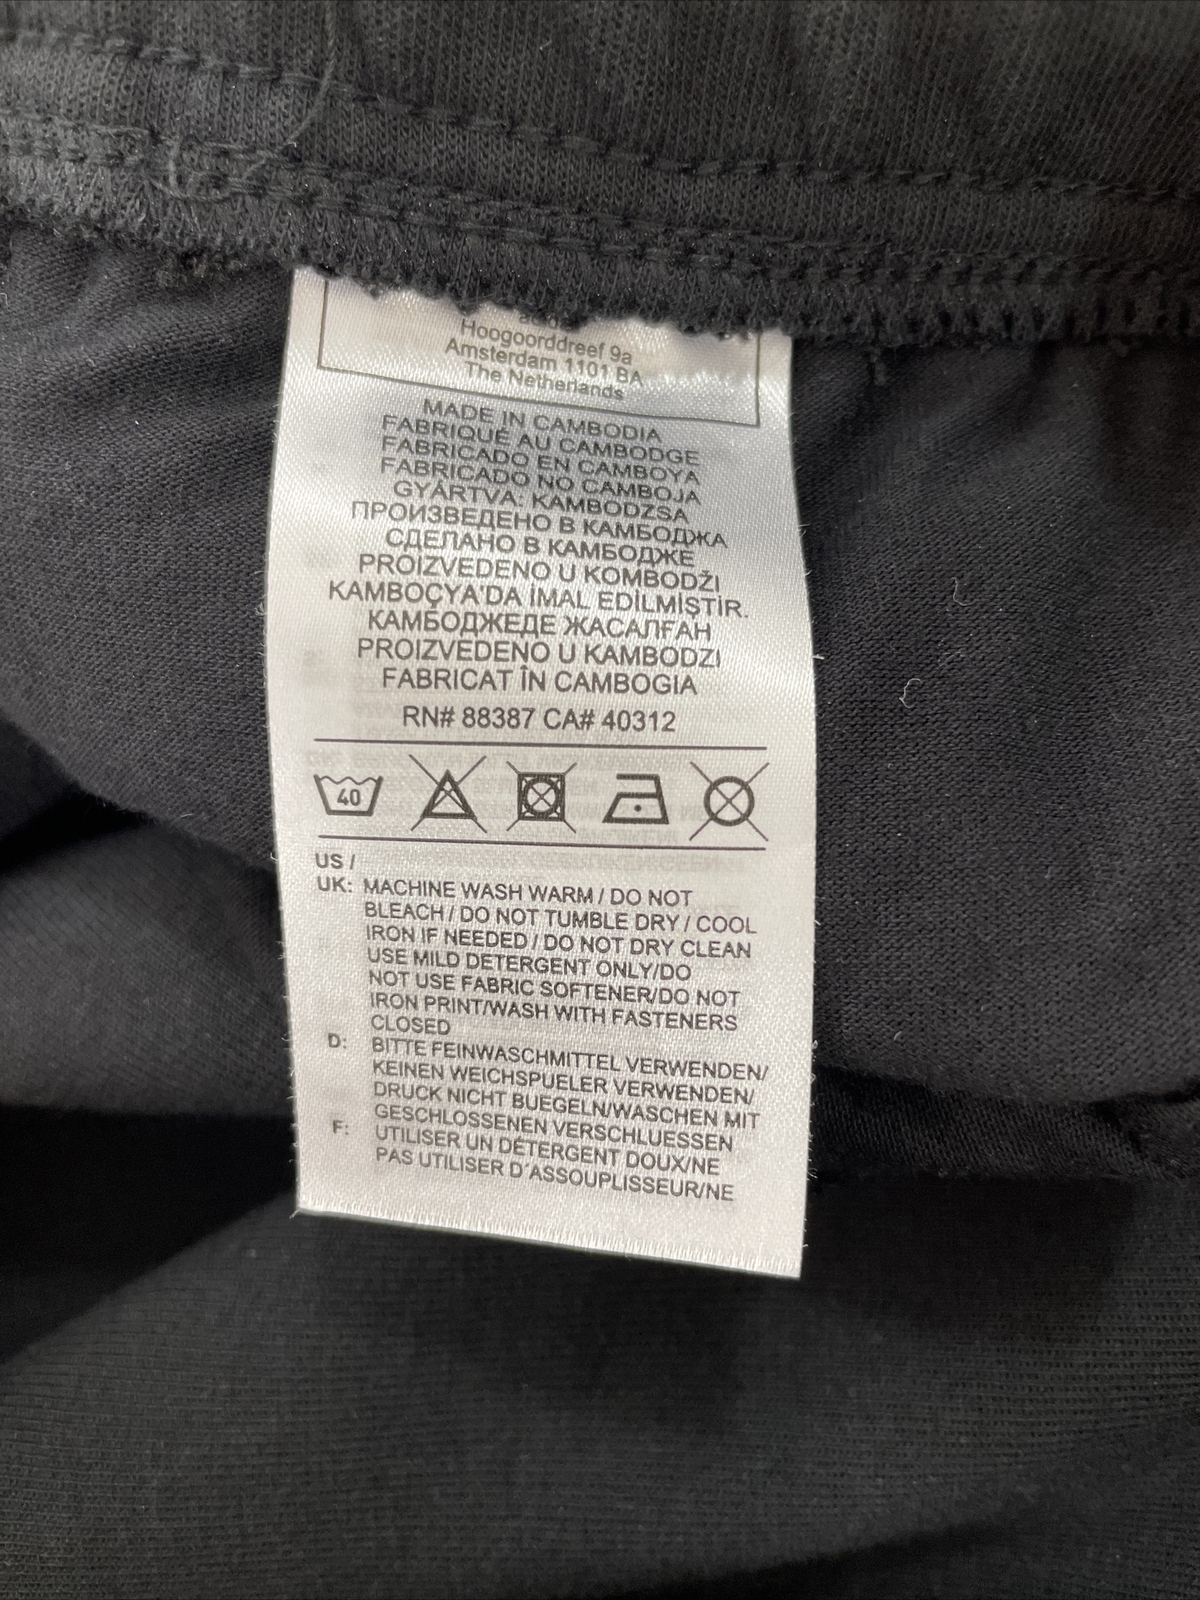 Hoogoorddreef 9a
Amsterdam 1101 BA
The Netherlands
MADE IN CAMBODIA
FABRIQUÉ AU CAMBODGE
FABRICADO EN CAMBOYA
FABRICADO NO CAMBOJA
GYÁRTVA: KAMBODZSA
ПРОИЗВЕДЕНО В КАМБОДЖА
СДЕЛАНО В КАМБОДЖЕ
PROIZVEDENO U KOMBODŽI
KAMBOÇYA'DA İMAL EDİLMİŞTİR.
КАМБОДЖЕДЕ ЖАСАЛҒАН
PROIZVEDENO U KAMBODZI
FABRICAT ÎN CAMBOGIA
RN# 88387 CA# 40312
40
US /
UK: MACHINE WASH WARM / DO NOT
BLEACH / DO NOT TUMBLE DRY / COOL
IRON IF NEEDED / DO NOT DRY CLEAN
USE MILD DETERGENT ONLY/DO
NOT USE FABRIC SOFTENER/DO NOT
IRON PRINT/WASH WITH FASTENERS
CLOSED
D: BITTE FEINWASCHMITTEL VERWENDEN/
KEINEN WEICHSPUELER VERWENDEN/
DRUCK NICHT BUEGELN/WASCHEN MIT
GESCHLOSSENEN VERSCHLUESSEN
F: UTILISER UN DÉTERGENT DOUX/NE
PAS UTILISER D'ASSOUPLISSEUR/NE